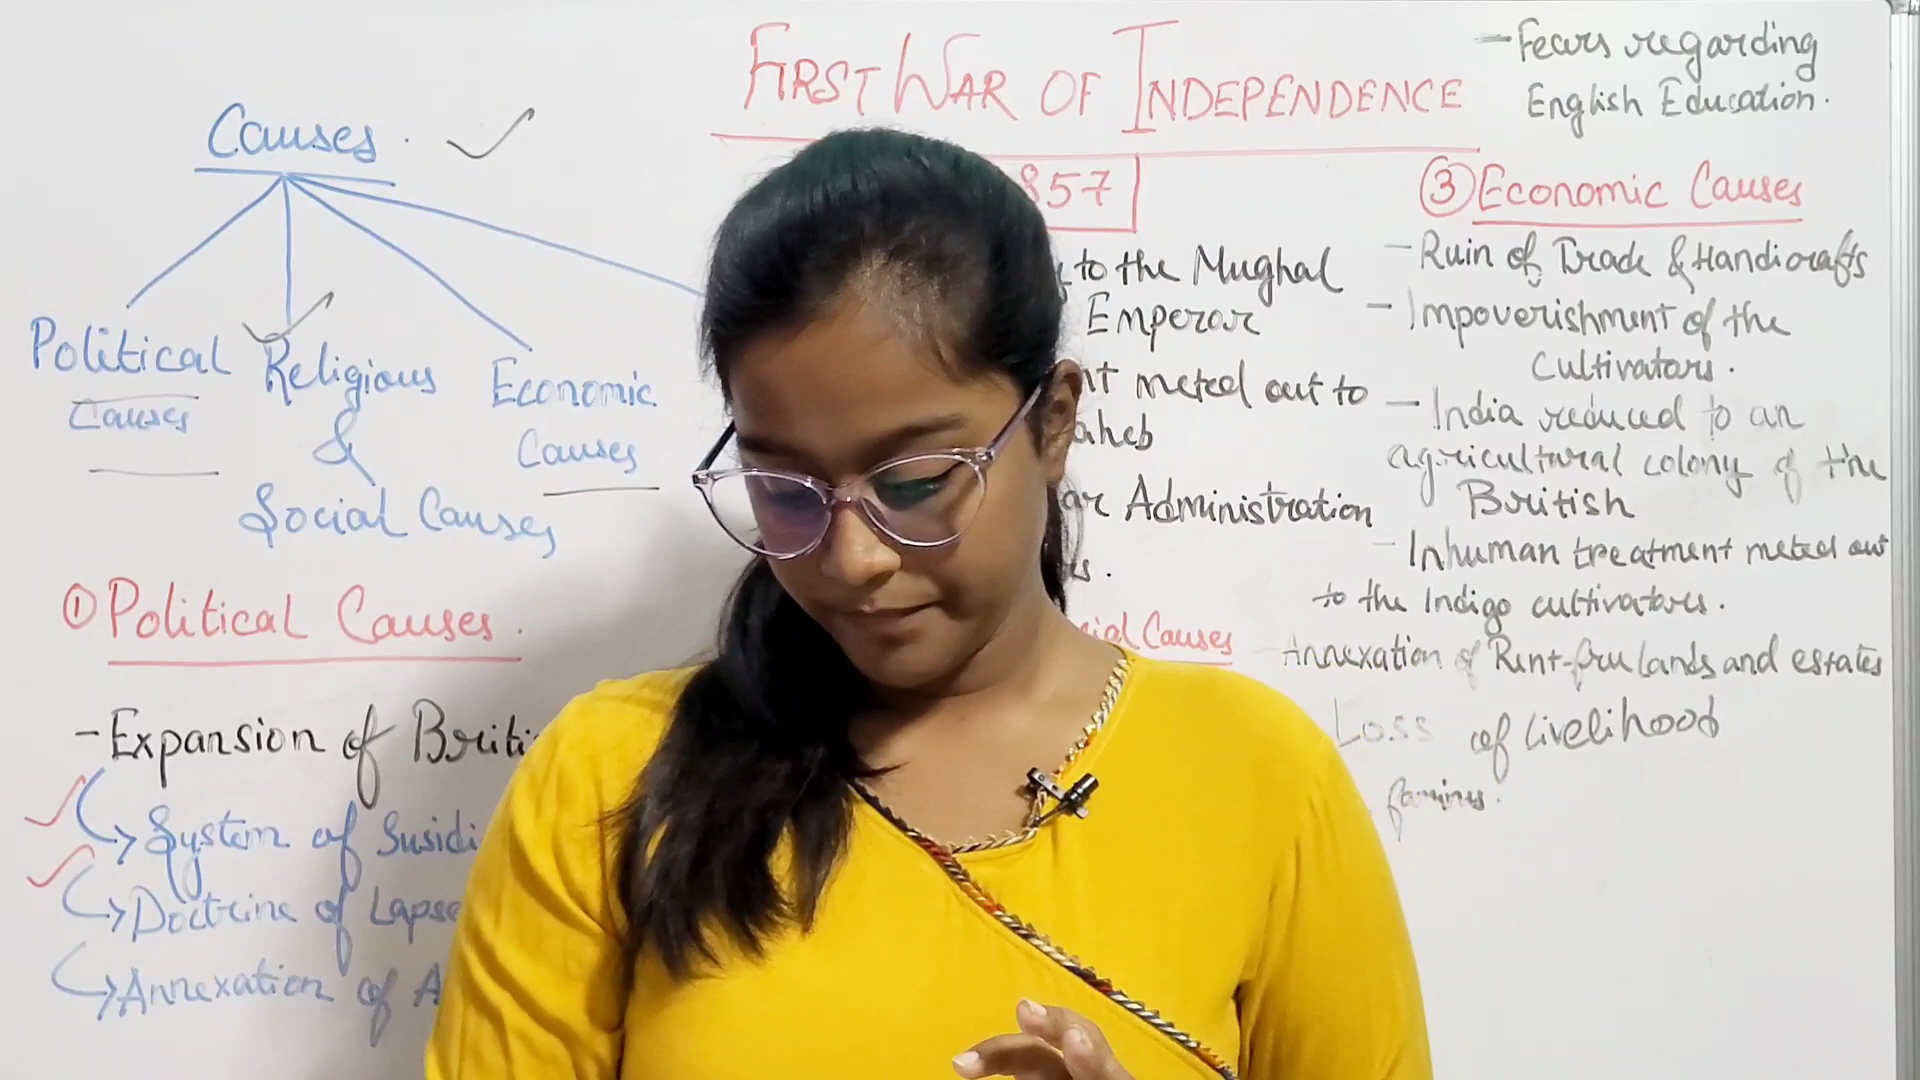 FIRST WAR OF INDEPENDENCE
857
Causes.
Political
Causes
Religious
&
Social Causes
Economic
Causes
① Political Causes.
- Expansion of Briti
→ System of Susidi
→ Doctrine of Lapse
→ Annexation of A
to the Mughal
Emperor
meted out to
aheb
Administration
ial Causes
- Fears regarding
English Education.
③ Economic Causes
- Ruin of Trade & Handicrafts
- Impoverishment of the
Cultivators.
- India reduced to an
agricultural colony of the
British
- Inhuman treatment meted out
to the Indigo cultivators.
Annexation of Rent-free lands and estates
Loss of livelihood
famines.